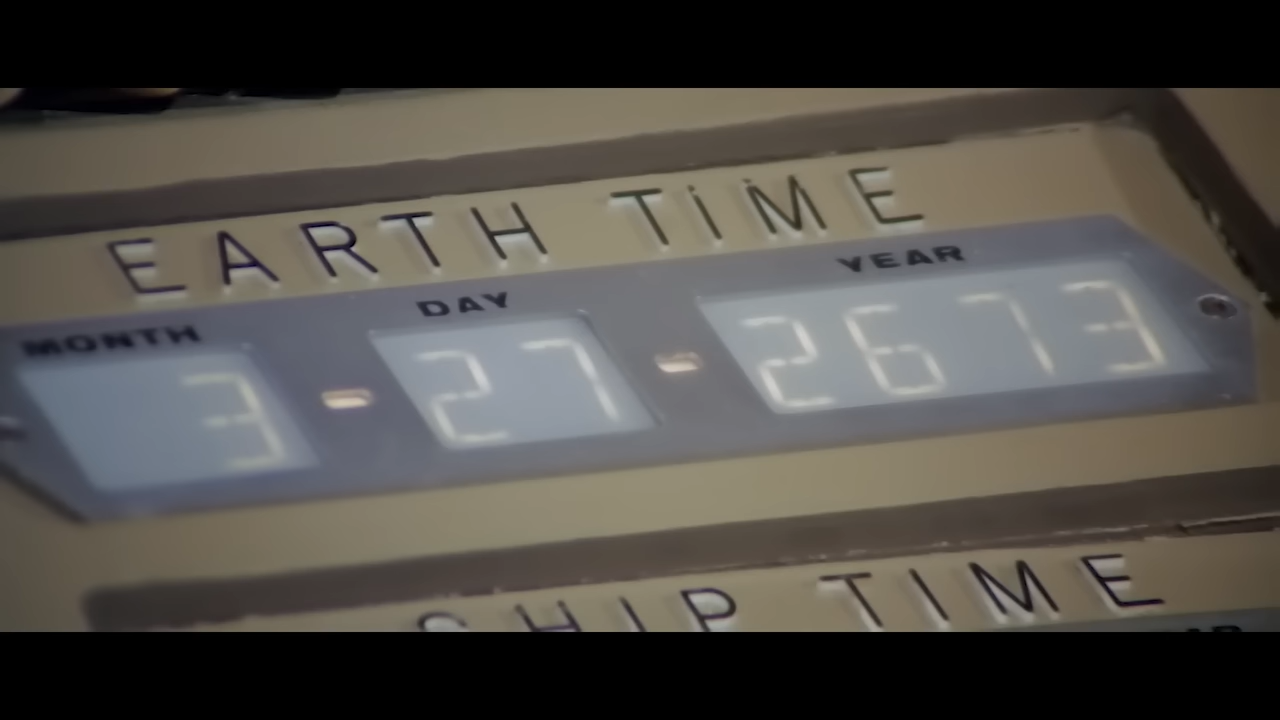 EARTH TIME
MONTH DAY YEAR
3 - 27 - 2673
SHIP TIME